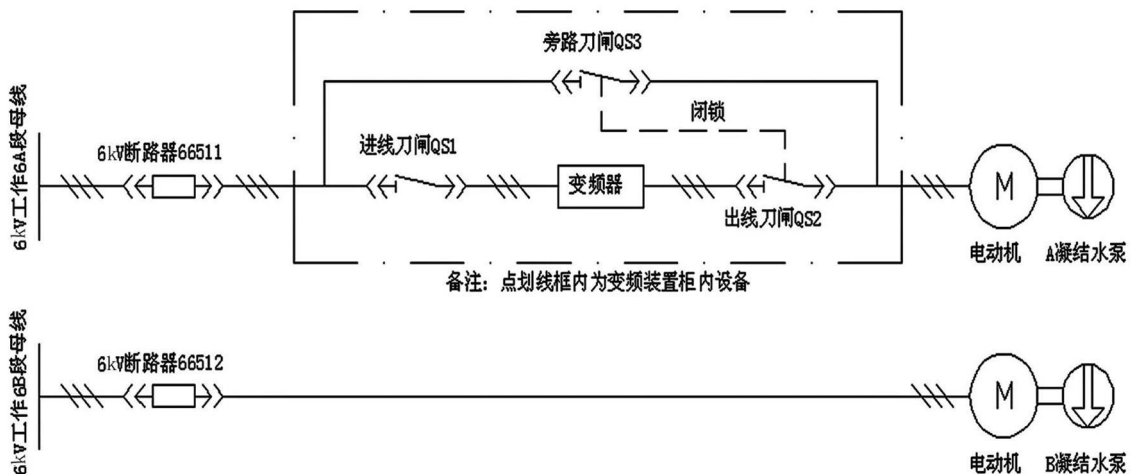 旁路刀闸QS3
闭锁
6kV工作6A段母线
6kV断路器66511
进线刀闸QS1
变频器
出线刀闸QS2
M
电动机
A凝结水泵
备注：点划线框内为变频装置柜内设备
6kV工作6B段母线
6kV断路器66512
M
电动机
B凝结水泵